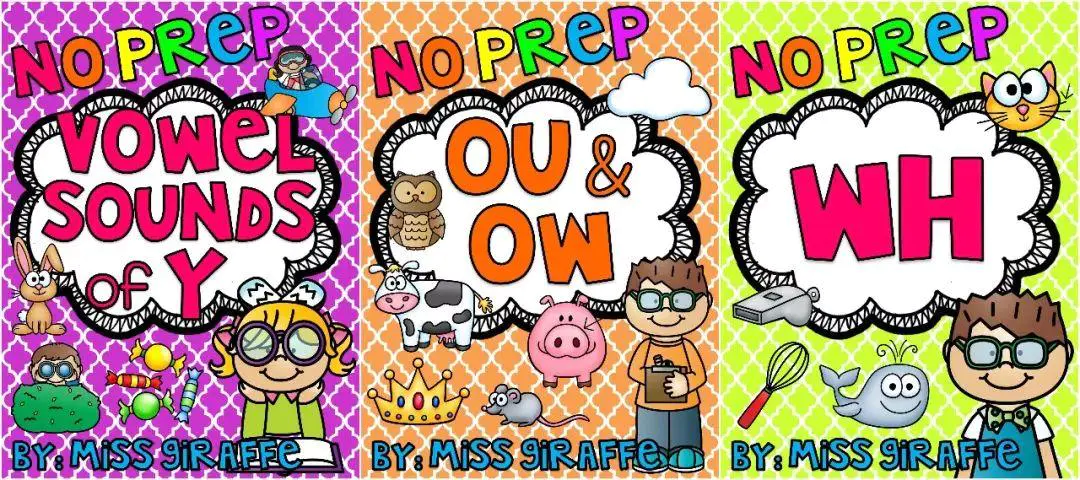 NO PREP
VOWEL
SOUNDS
of Y
BY: MISS GIRAFFE
NO PREP
OU &
OW
BY: MISS GIRAFFE
NO PREP
WH
BY: MISS GIRAFFE